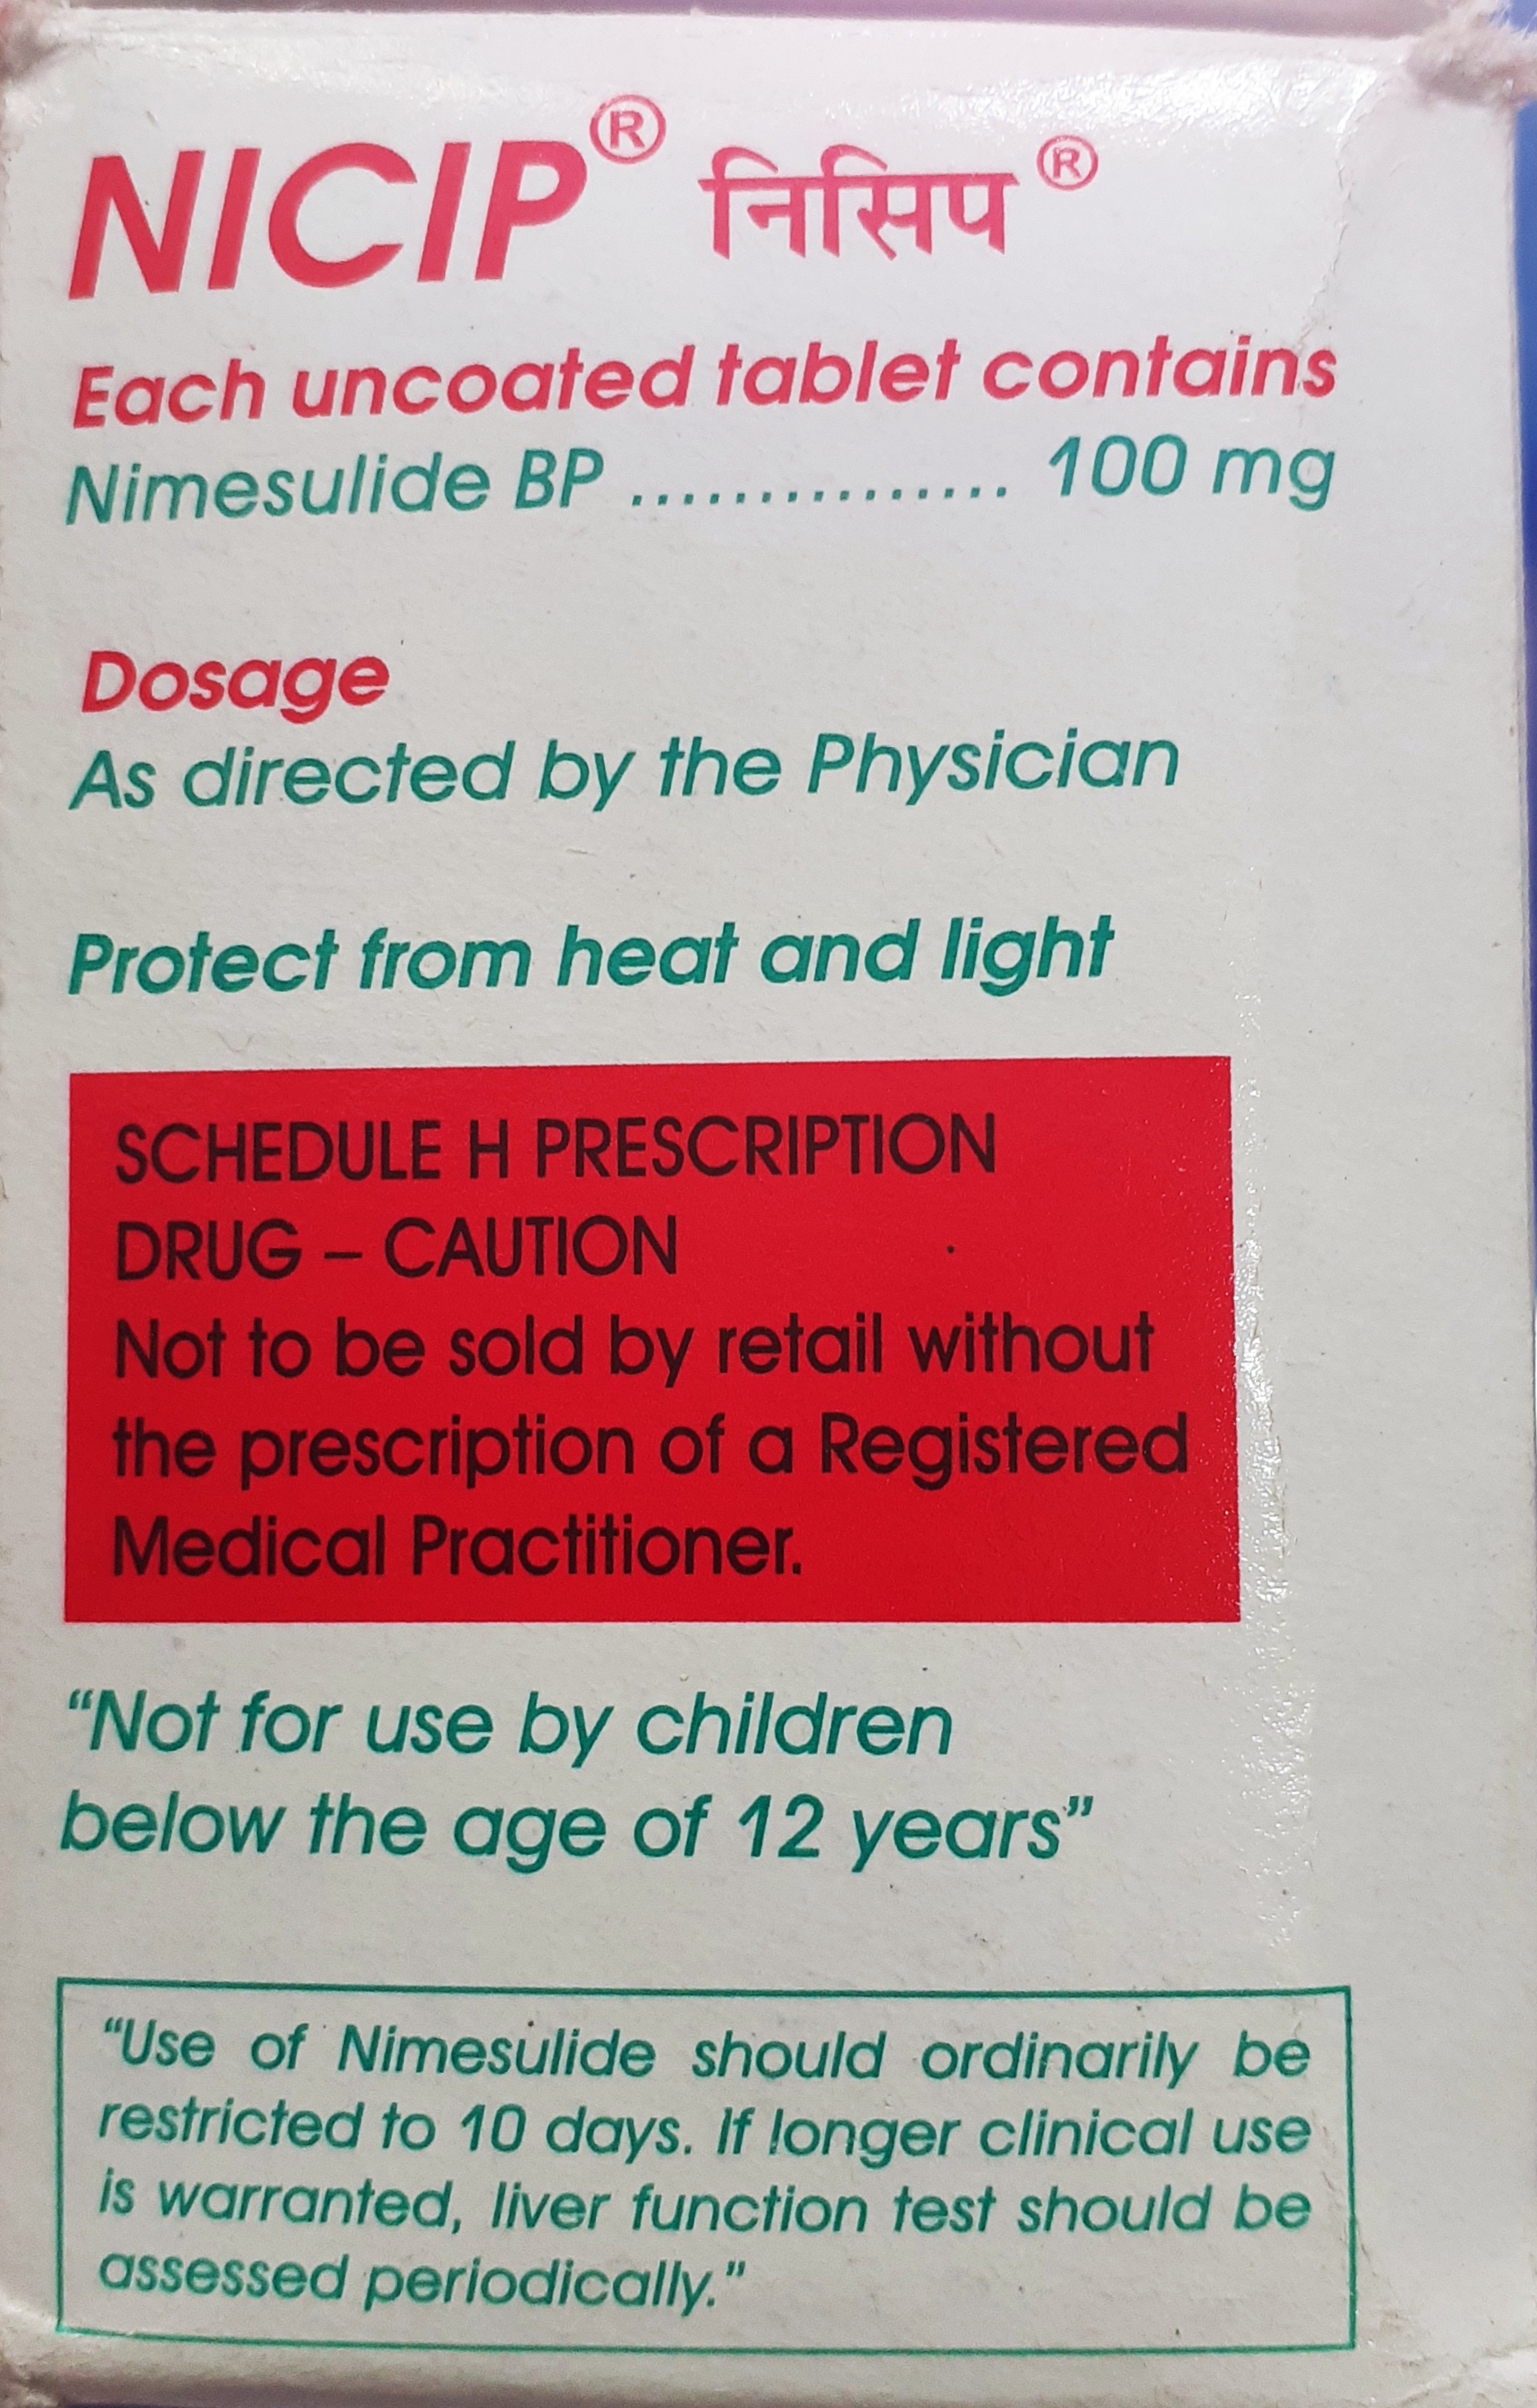 NICIP® निसिप®
Each uncoated tablet contains
Nimesulide BP ............... 100 mg
Dosage
As directed by the Physician
Protect from heat and light
SCHEDULE H PRESCRIPTION
DRUG – CAUTION
Not to be sold by retail without
the prescription of a Registered
Medical Practitioner.
“Not for use by children
below the age of 12 years”
“Use of Nimesulide should ordinarily be
restricted to 10 days. If longer clinical use
is warranted, liver function test should be
assessed periodically.”